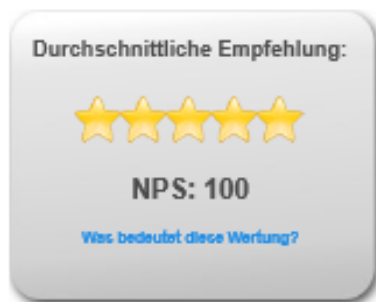 Durchschnittliche Empfehlung:
NPS: 100
Was bedeutet diese Wertung?